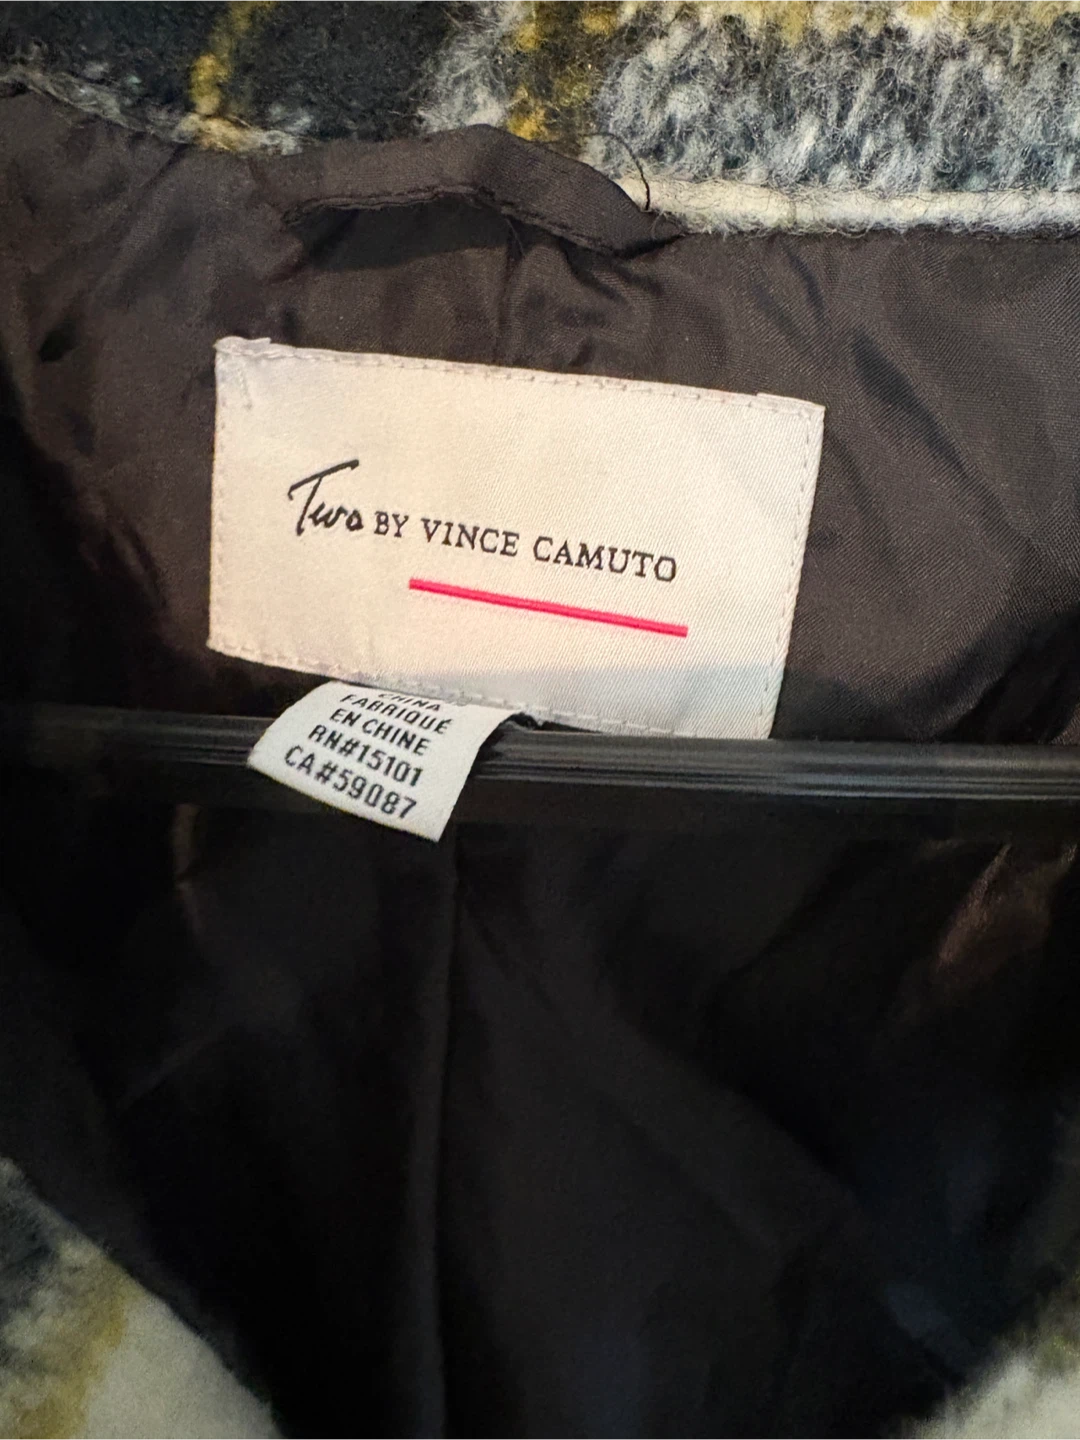 Two BY VINCE CAMUTO
CHINA
FABRIQUÉ
EN CHINE
RN#15101
CA#59087